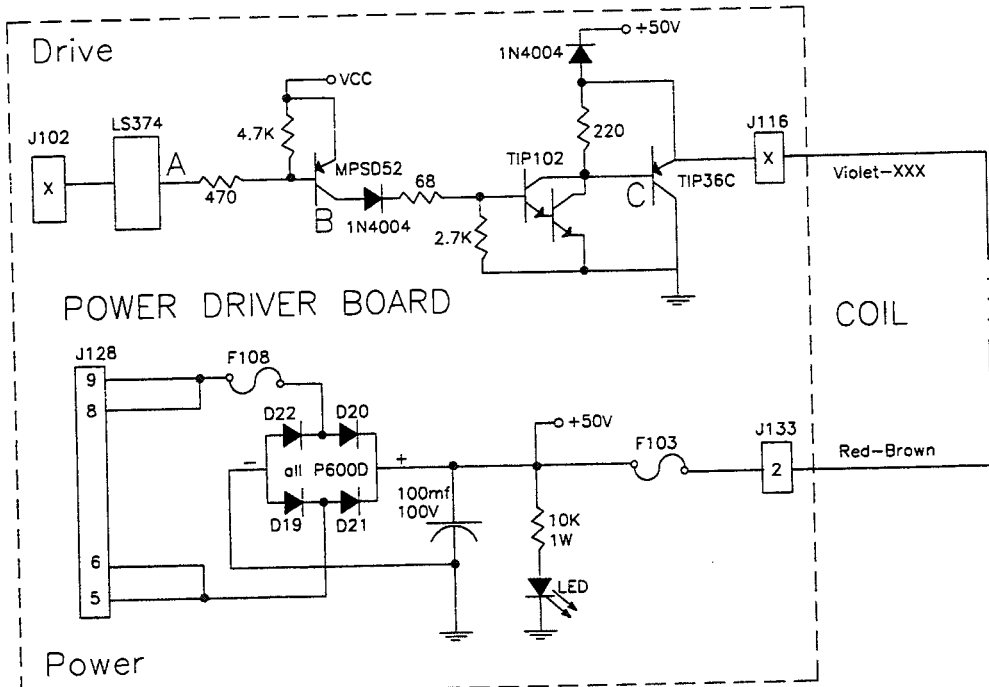 Drive
+50V
1N4004
VCC
J102
LS374
4.7K
220
J116
X
A
MPSD52
TIP102
X
470
68
C
TIP36C
Violet-XXX
B
1N4004
2.7K
POWER DRIVER BOARD
COIL
J128
F108
9
8
D22
D20
+50V
F103
J133
- all P600D +
2
Red-Brown
D19
D21
100mf
100V
10K
1W
6
5
LED
Power